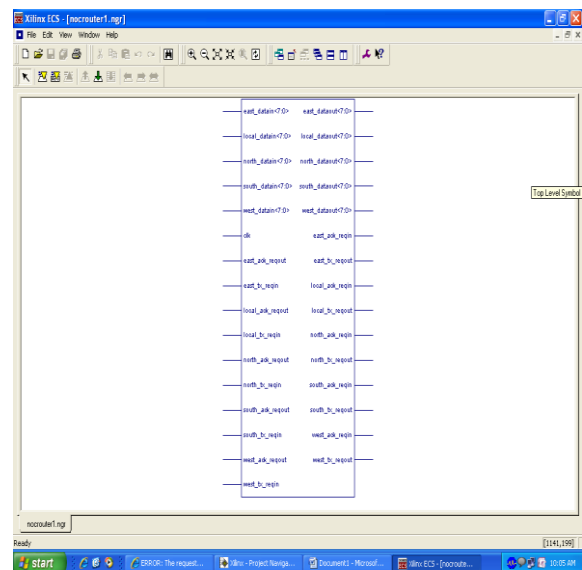 Xilinx ECS - [nocrouter1.ngr]
File Edit View Window Help
Top Level Symbol
east_datain<7:0> east_dataout<7:0>
local_datain<7:0> local_dataout<7:0>
north_datain<7:0> north_dataout<7:0>
south_datain<7:0> south_dataout<7:0>
west_datain<7:0> west_dataout<7:0>
clk east_ack_reqin
east_ack_reqout east_tx_reqout
east_tx_reqin local_ack_reqin
local_ack_reqout local_tx_reqout
local_tx_reqin north_ack_reqin
north_ack_reqout north_tx_reqout
north_tx_reqin south_ack_reqin
south_ack_reqout south_tx_reqout
south_tx_reqin west_ack_reqin
west_ack_reqout west_tx_reqout
west_tx_reqin
nocrouter1.ngr
Ready [1141,199]
start ERROR: The request... Xilinx - Project Naviga... Document1 - Microsof... Xilinx ECS - [nocroute... 10:05 AM